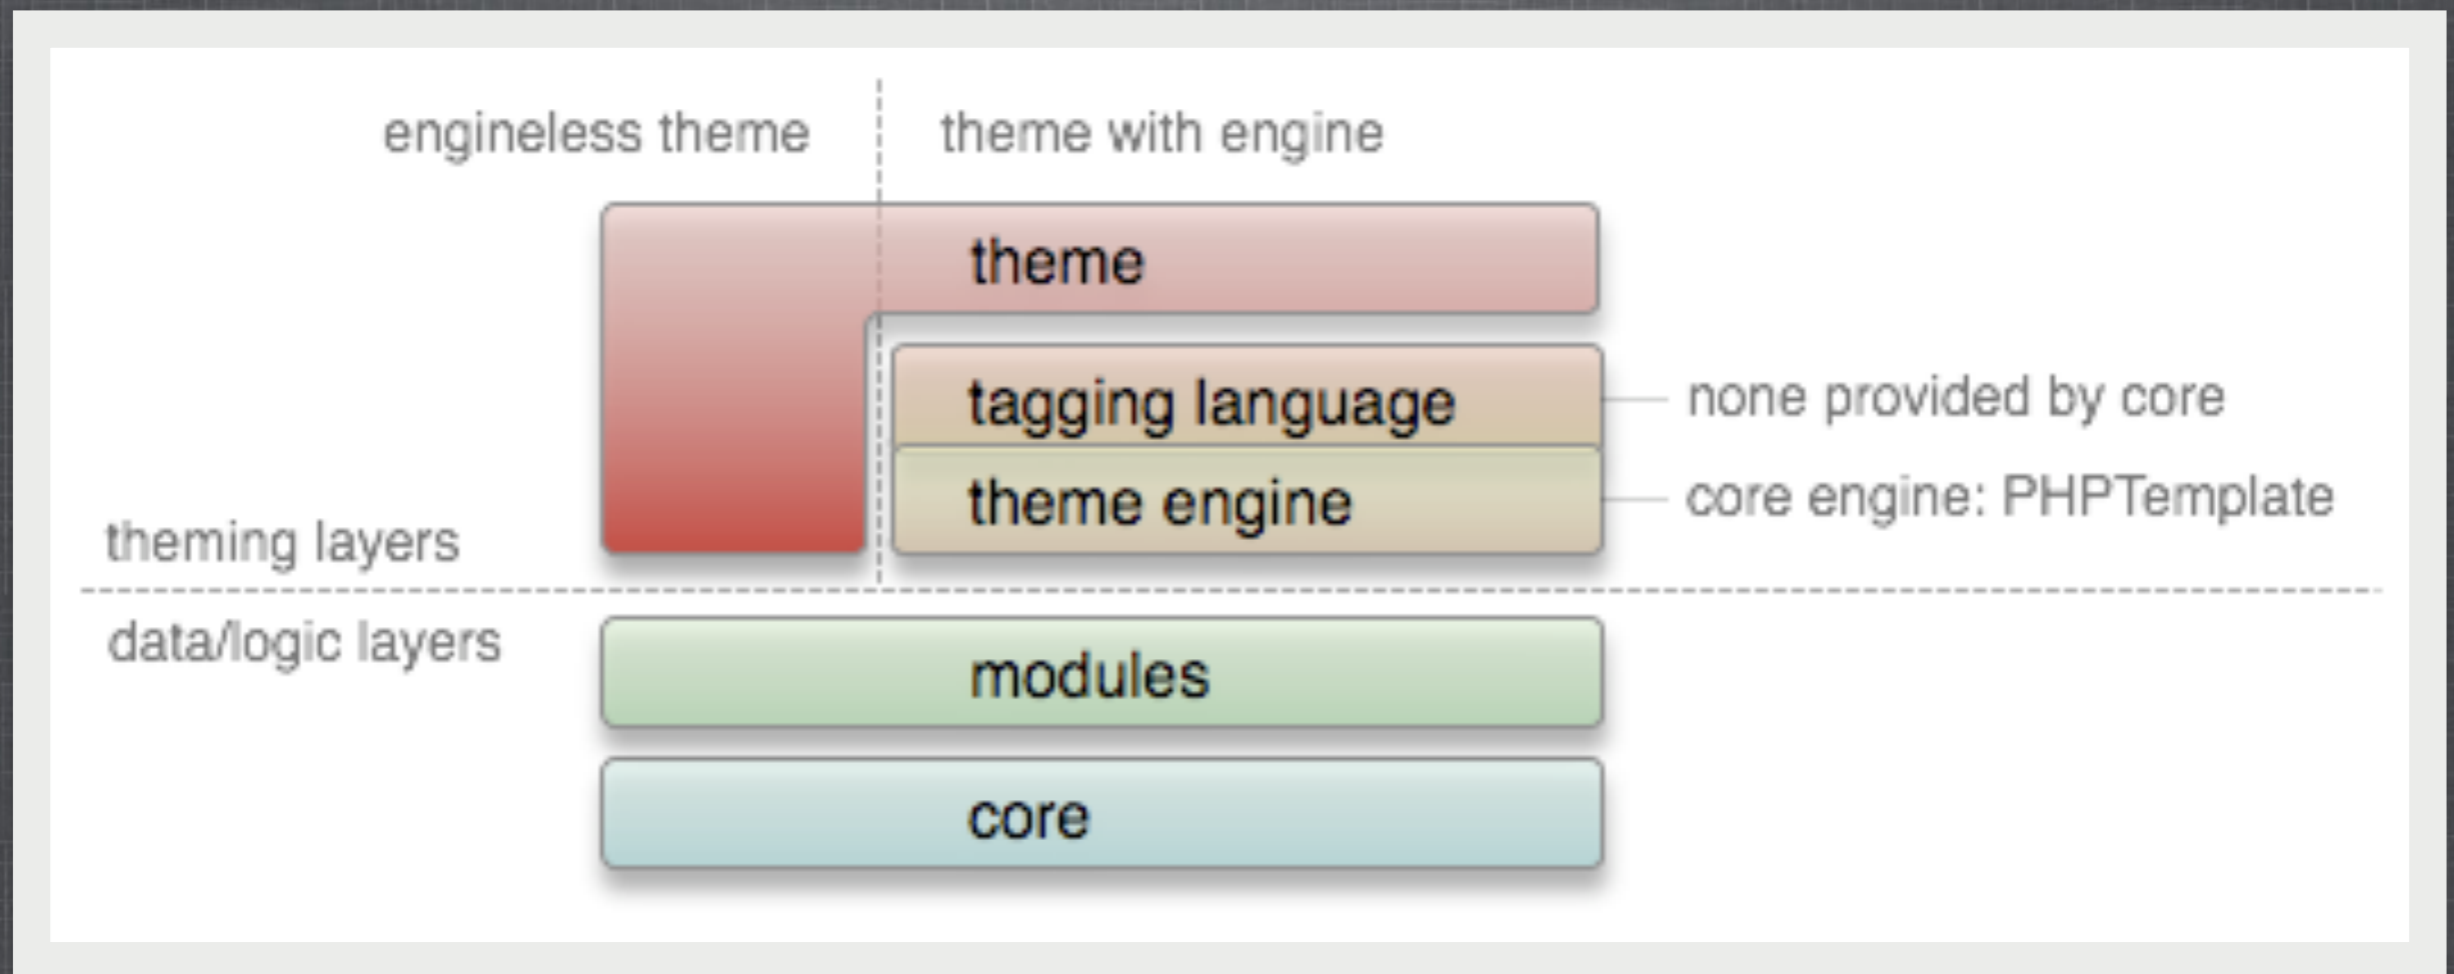 engineless theme
theme with engine
theme
tagging language
none provided by core
theme engine
core engine: PHPTemplate
theming layers
data/logic layers
modules
core